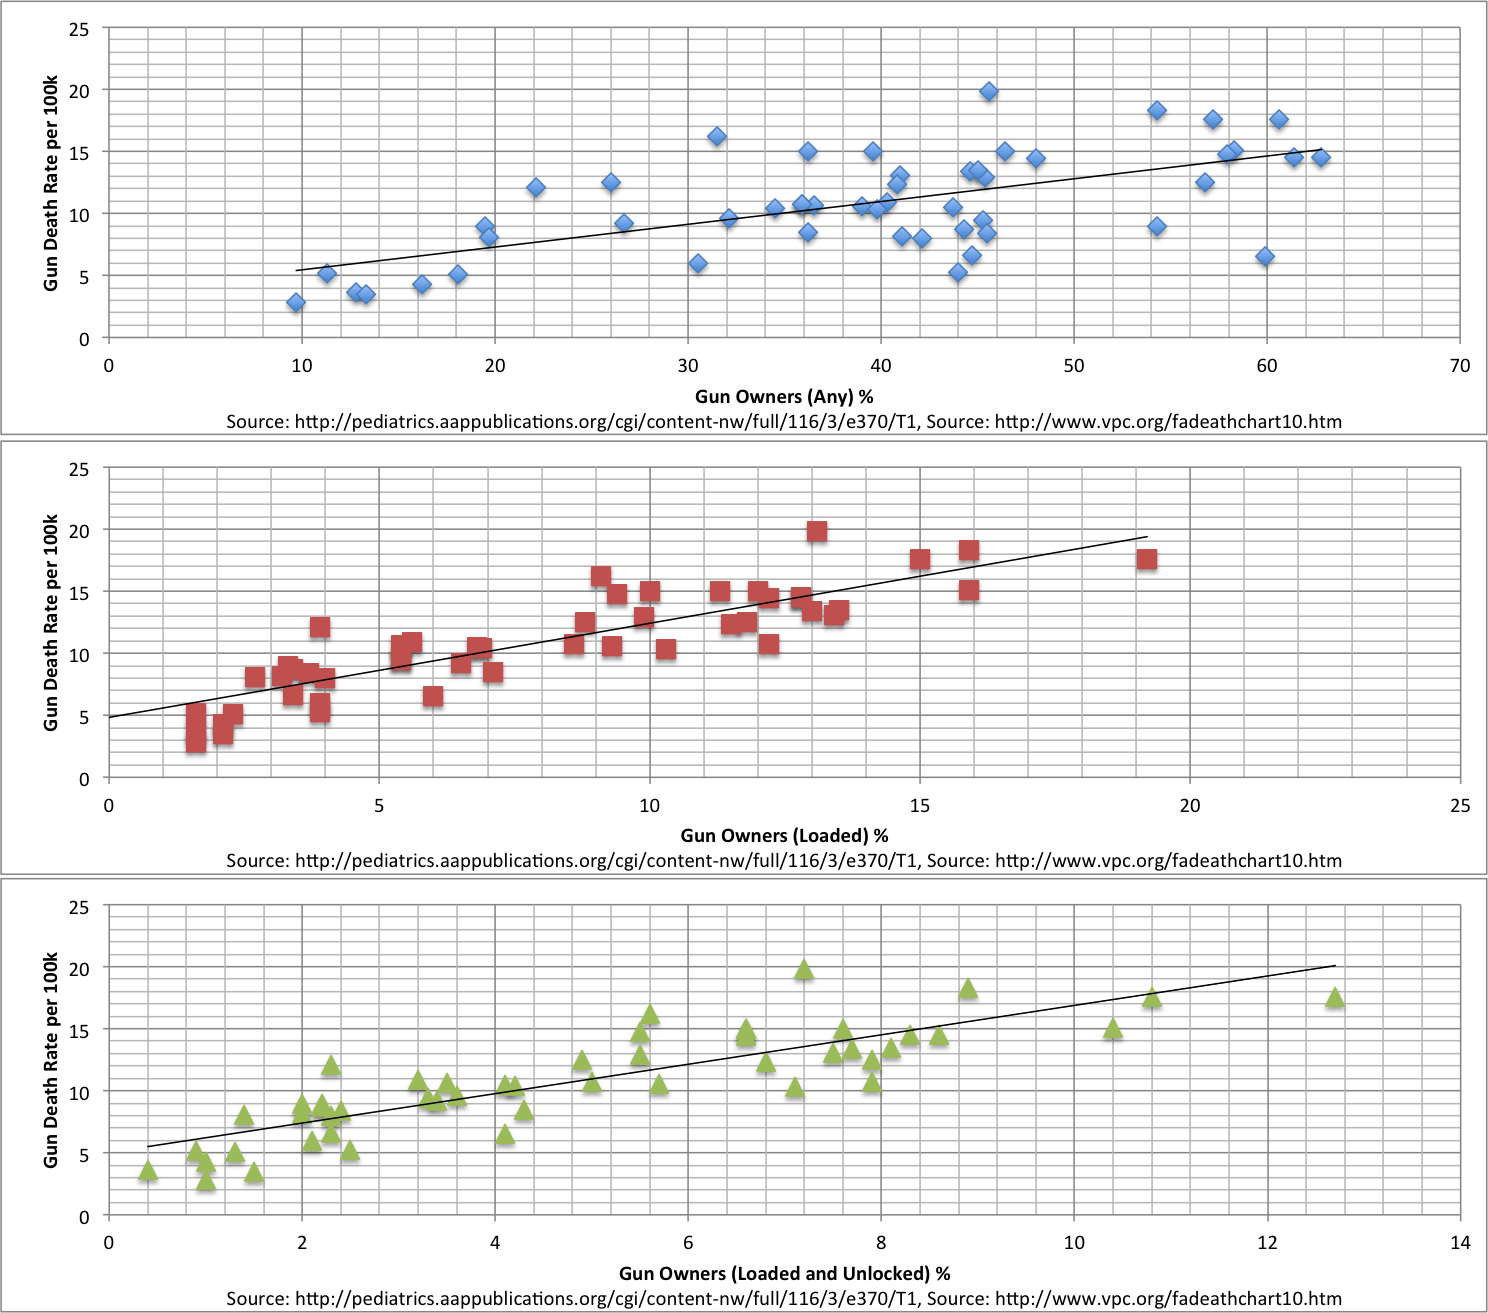 25
20
15
10
5
0
Gun Death Rate per 100k
0 10 20 30 40 50 60 70
Gun Owners (Any) %
Source: http://pediatrics.aappublications.org/cgi/content-nw/full/116/3/e370/T1, Source: http://www.vpc.org/fadeathchart10.htm
25
20
15
10
5
0
Gun Death Rate per 100k
0 5 10 15 20 25
Gun Owners (Loaded) %
Source: http://pediatrics.aappublications.org/cgi/content-nw/full/116/3/e370/T1, Source: http://www.vpc.org/fadeathchart10.htm
25
20
15
10
5
0
Gun Death Rate per 100k
0 2 4 6 8 10 12 14
Gun Owners (Loaded and Unlocked) %
Source: http://pediatrics.aappublications.org/cgi/content-nw/full/116/3/e370/T1, Source: http://www.vpc.org/fadeathchart10.htm